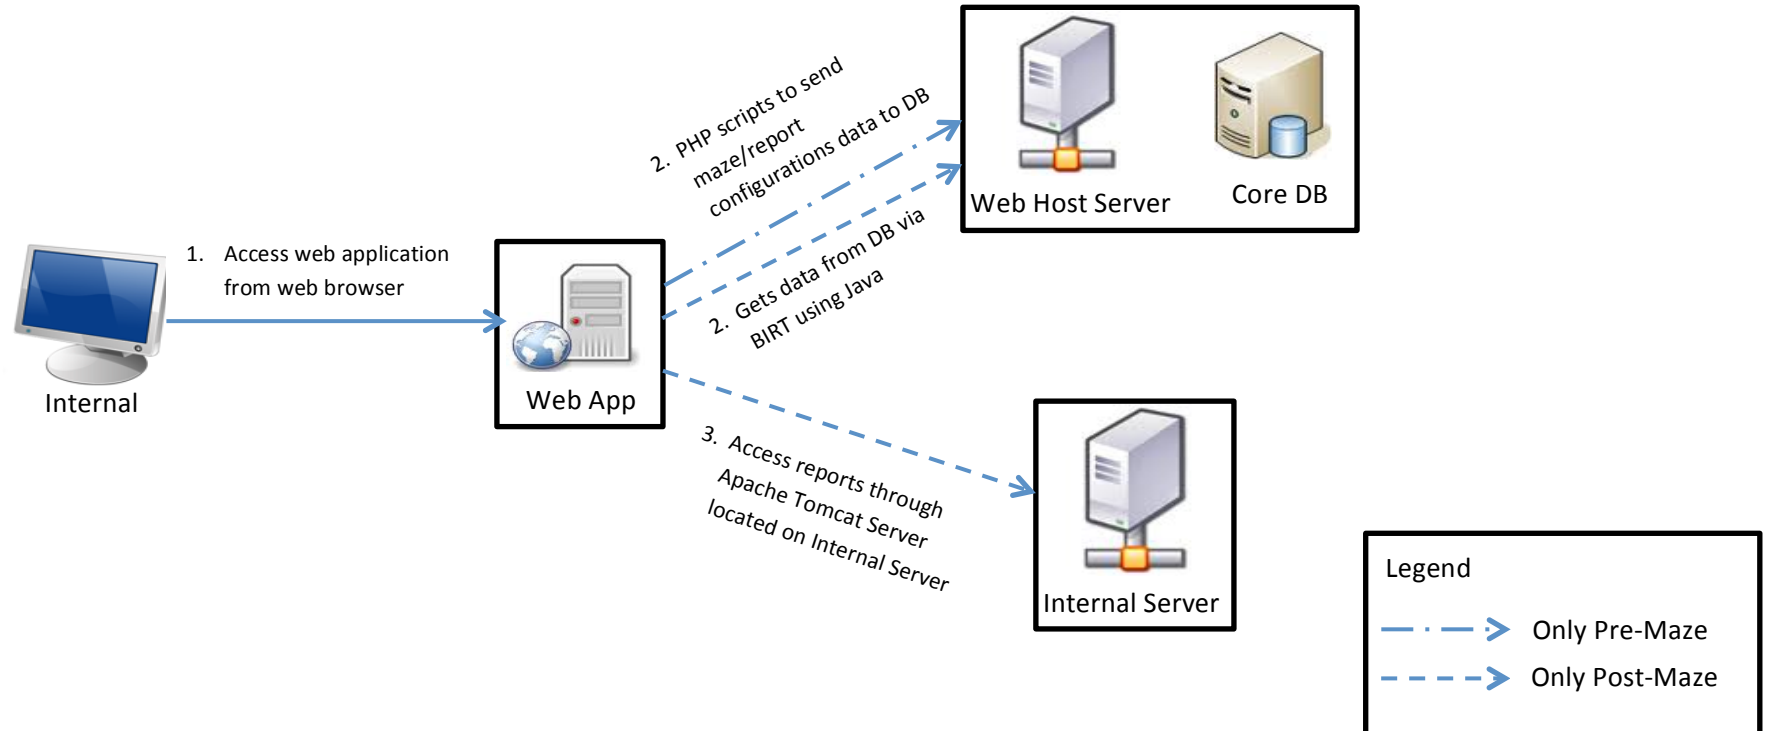 2. PHP scripts to send
maze/report
configurations data to DB
Web Host Server
Core DB
1. Access web application
from web browser
2. Gets data from DB via
BIRT using Java
Internal
Web App
3. Access reports through
Apache Tomcat Server
located on Internal Server
Internal Server
Legend
Only Pre-Maze
Only Post-Maze